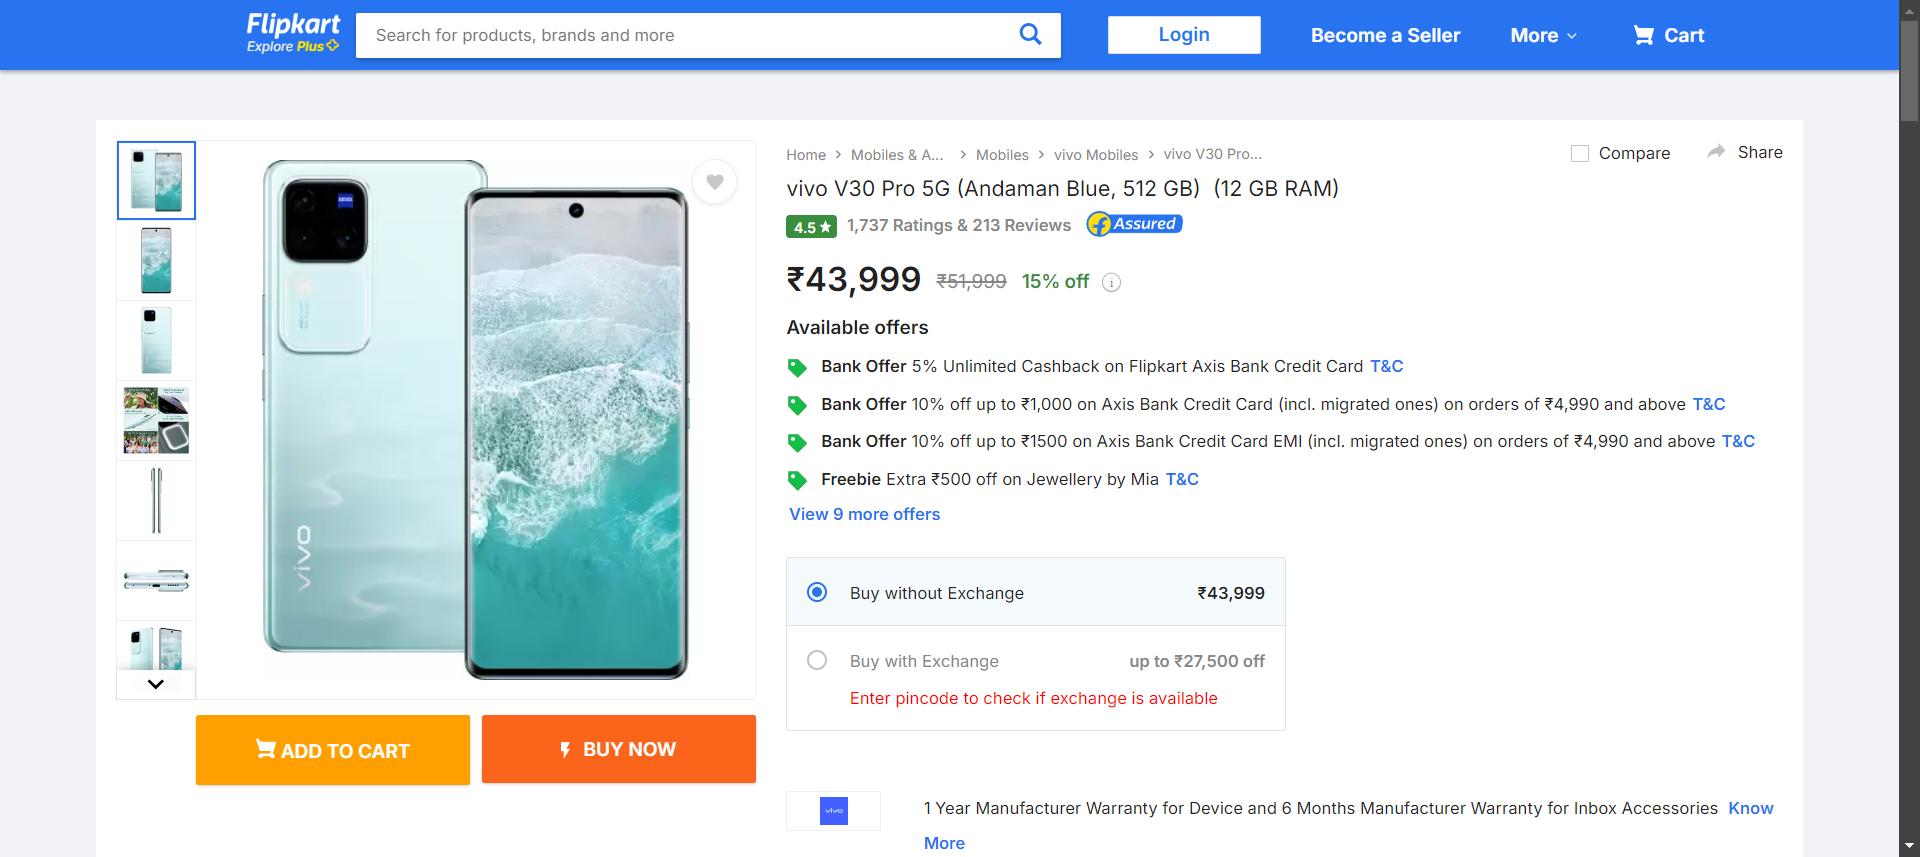 Flipkart
Explore Plus
Search for products, brands and more
Login
Become a Seller
More
Cart
Home
Mobiles & A...
Mobiles
vivo Mobiles
vivo V30 Pro...
Compare
Share
vivo V30 Pro 5G (Andaman Blue, 512 GB) (12 GB RAM)
4.5★ 1,737 Ratings & 213 Reviews
Assured
₹43,999 ₹51,999 15% off
Available offers
Bank Offer 5% Unlimited Cashback on Flipkart Axis Bank Credit Card T&C
Bank Offer 10% off up to ₹1,000 on Axis Bank Credit Card (incl. migrated ones) on orders of ₹4,990 and above T&C
Bank Offer 10% off up to ₹1500 on Axis Bank Credit Card EMI (incl. migrated ones) on orders of ₹4,990 and above T&C
Freebie Extra ₹500 off on Jewellery by Mia T&C
View 9 more offers
Buy without Exchange ₹43,999
Buy with Exchange up to ₹27,500 off
Enter pincode to check if exchange is available
vivo
ADD TO CART
BUY NOW
vivo
1 Year Manufacturer Warranty for Device and 6 Months Manufacturer Warranty for Inbox Accessories Know
More